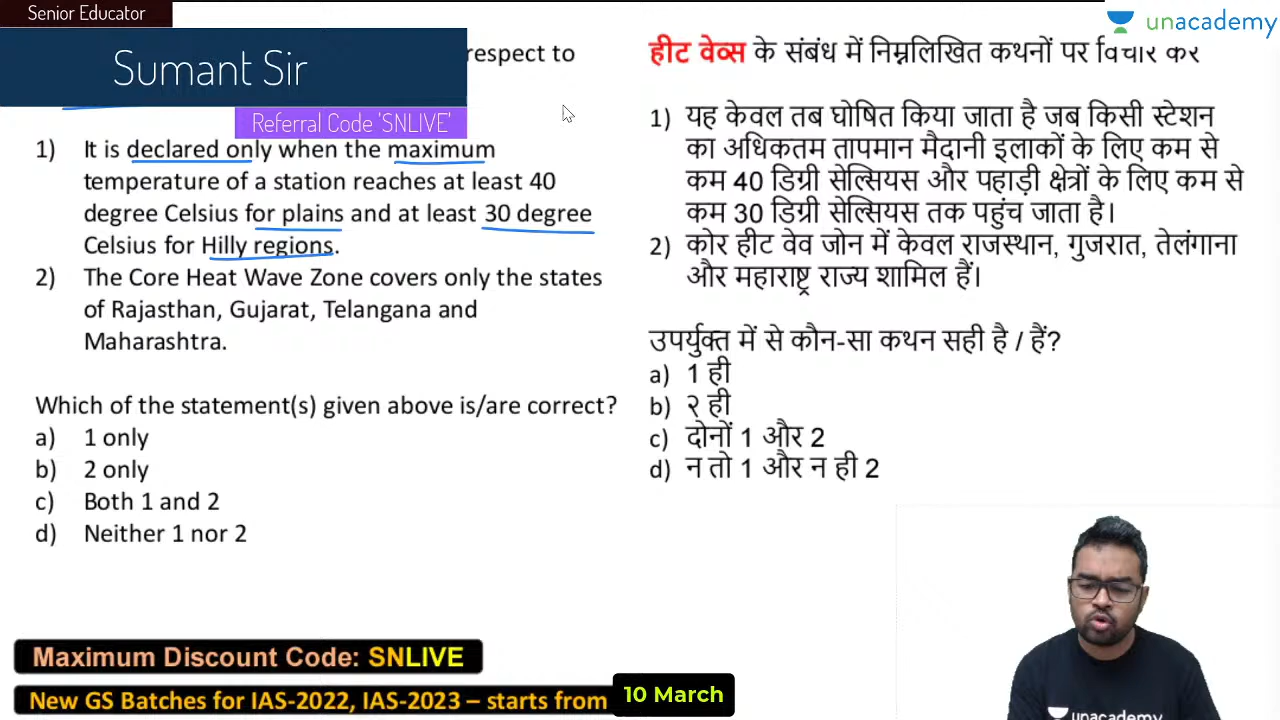 Senior Educator
Sumant Sir
Referral Code 'SNLIVE'
unacademy
respect to
1) It is declared only when the maximum
temperature of a station reaches at least 40
degree Celsius for plains and at least 30 degree
Celsius for Hilly regions.
2) The Core Heat Wave Zone covers only the states
of Rajasthan, Gujarat, Telangana and
Maharashtra.
Which of the statement(s) given above is/are correct?
a) 1 only
b) 2 only
c) Both 1 and 2
d) Neither 1 nor 2
हीट वेव्स के संबंध में निम्नलिखित कथनों पर विचार कर
1) यह केवल तब घोषित किया जाता है जब किसी स्टेशन
का अधिकतम तापमान मैदानी इलाकों के लिए कम से
कम 40 डिग्री सेल्सियस और पहाड़ी क्षेत्रों के लिए कम से
कम 30 डिग्री सेल्सियस तक पहुंच जाता है।
2) कोर हीट वेव जोन में केवल राजस्थान, गुजरात, तेलंगाना
और महाराष्ट्र राज्य शामिल हैं।
उपर्युक्त में से कौन-सा कथन सही है / हैं?
a) 1 ही
b) २ ही
c) दोनों 1 और 2
d) न तो 1 और न ही 2
Maximum Discount Code: SNLIVE
New GS Batches for IAS-2022, IAS-2023 – starts from 10 March
unacademy